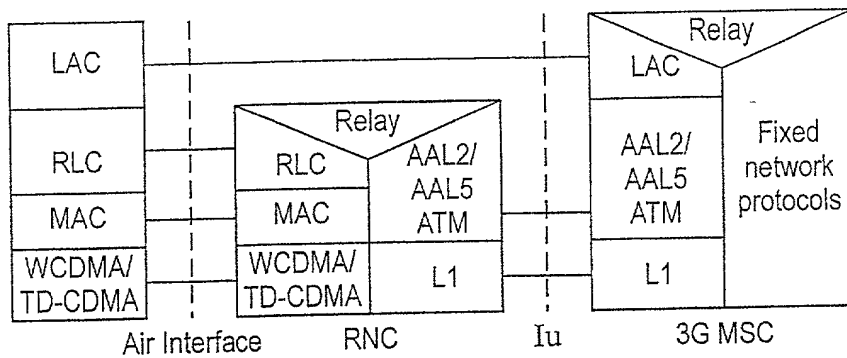 LAC
RLC
MAC
WCDMA/
TD-CDMA
Relay
RLC
MAC
WCDMA/
TD-CDMA
AAL2/
AAL5
ATM
L1
Relay
LAC
AAL2/
AAL5
ATM
L1
Fixed
network
protocols
Air Interface
RNC
Iu
3G MSC